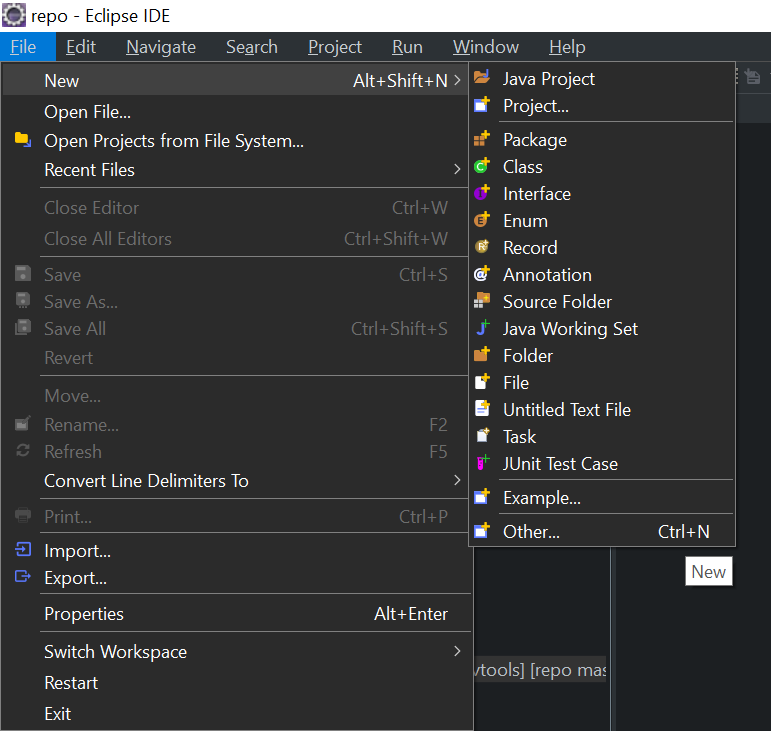 repo - Eclipse IDE
File Edit Navigate Search Project Run Window Help
New Alt+Shift+N
Open File...
Open Projects from File System...
Recent Files
Close Editor Ctrl+W
Close All Editors Ctrl+Shift+W
Save Ctrl+S
Save As...
Save All Ctrl+Shift+S
Revert
Move...
Rename... F2
Refresh F5
Convert Line Delimiters To
Print... Ctrl+P
Import...
Export...
Properties Alt+Enter
Switch Workspace
Restart
Exit
Java Project
Project...
Package
Class
Interface
Enum
Record
Annotation
Source Folder
Java Working Set
Folder
File
Untitled Text File
Task
JUnit Test Case
Example...
Other... Ctrl+N
New
[repo